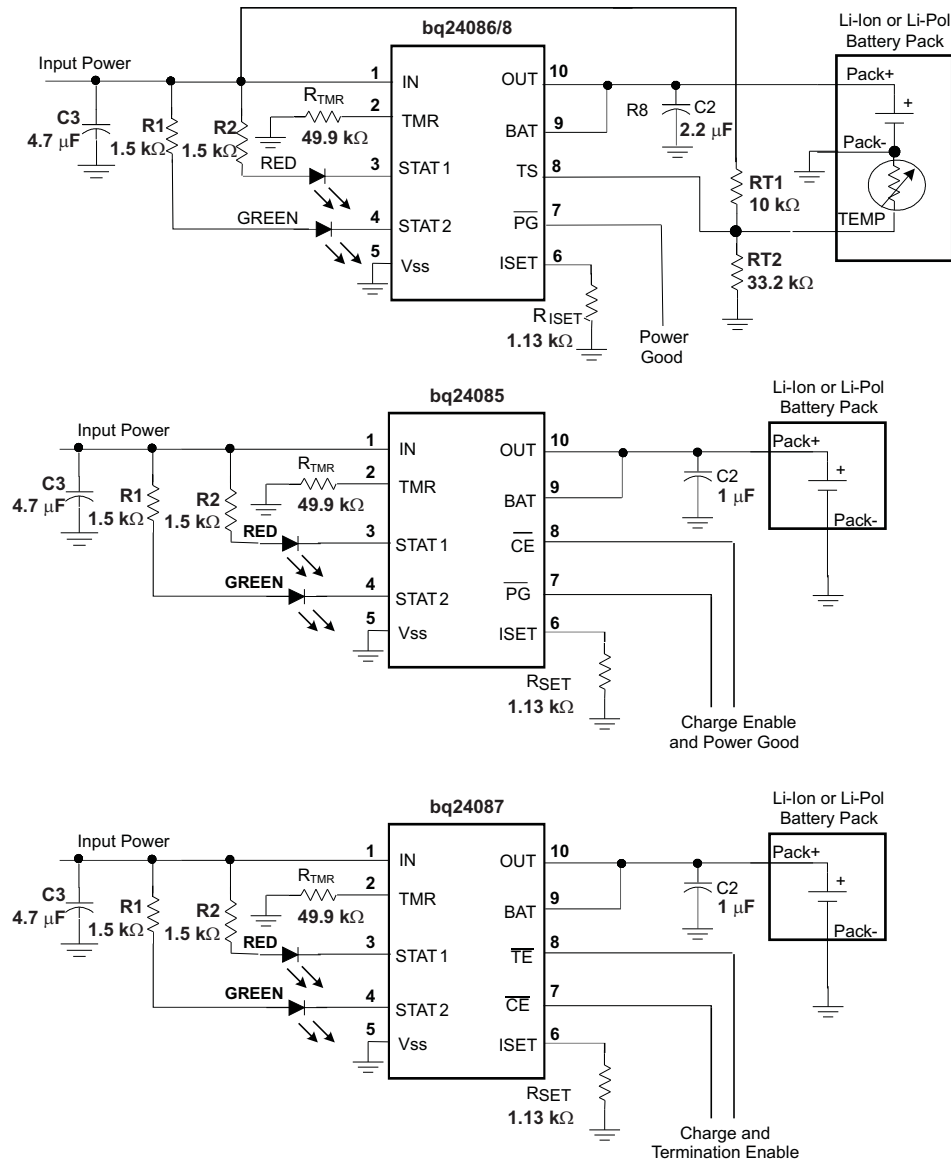 bq24086/8
Li-Ion or Li-Pol
Battery Pack
Input Power
1
IN
OUT
10
Pack+
C3
4.7 μF
R1
1.5 kΩ
R2
1.5 kΩ
RTMR
49.9 kΩ
2
TMR
BAT
9
R8
C2
2.2 μF
+
Pack-
RED
3
STAT1
TS
8
RT1
10 kΩ
TEMP
GREEN
4
STAT2
PG
7
5
Vss
ISET
6
RT2
33.2 kΩ
RISET
1.13 kΩ
Power
Good
bq24085
Li-Ion or Li-Pol
Battery Pack
Input Power
1
IN
OUT
10
Pack+
C3
4.7 μF
R1
1.5 kΩ
R2
1.5 kΩ
RTMR
49.9 kΩ
2
TMR
BAT
9
C2
1 μF
+
Pack-
RED
3
STAT1
CE
8
GREEN
4
STAT2
PG
7
5
Vss
ISET
6
RSET
1.13 kΩ
Charge Enable
and Power Good
bq24087
Li-Ion or Li-Pol
Battery Pack
Input Power
1
IN
OUT
10
Pack+
C3
4.7 μF
R1
1.5 kΩ
R2
1.5 kΩ
RTMR
49.9 kΩ
2
TMR
BAT
9
C2
1 μF
+
Pack-
RED
3
STAT1
TE
8
GREEN
4
STAT2
CE
7
5
Vss
ISET
6
RSET
1.13 kΩ
Charge and
Termination Enable